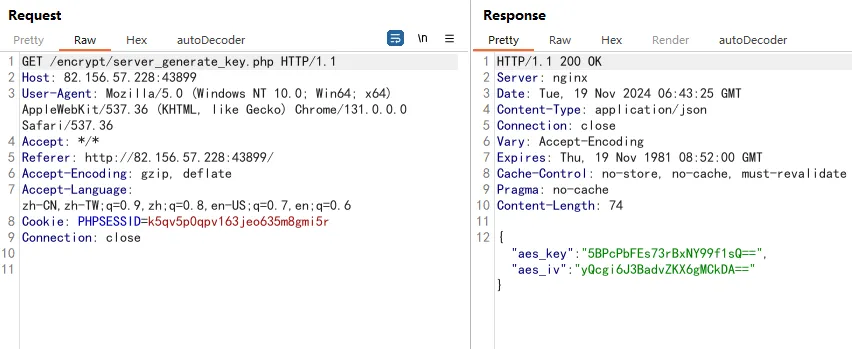 Request
Pretty Raw Hex autoDecoder \n
1 GET /encrypt/server_generate_key.php HTTP/1.1
2 Host: 82.156.57.228:43899
3 User-Agent: Mozilla/5.0 (Windows NT 10.0; Win64; x64)
AppleWebKit/537.36 (KHTML, like Gecko) Chrome/131.0.0.0
Safari/537.36
4 Accept: */*
5 Referer: http://82.156.57.228:43899/
6 Accept-Encoding: gzip, deflate
7 Accept-Language:
zh-CN,zh-TW;q=0.9,zh;q=0.8,en-US;q=0.7,en;q=0.6
8 Cookie: PHPSESSID=k5qv5p0qpv163jeo635m8gmi5r
9 Connection: close
10
11
Response
Pretty Raw Hex Render autoDecoder
1 HTTP/1.1 200 OK
2 Server: nginx
3 Date: Tue, 19 Nov 2024 06:43:25 GMT
4 Content-Type: application/json
5 Connection: close
6 Vary: Accept-Encoding
7 Expires: Thu, 19 Nov 1981 08:52:00 GMT
8 Cache-Control: no-store, no-cache, must-revalidate
9 Pragma: no-cache
10 Content-Length: 74
11
12 {
"aes_key":"5BPcPbFEs73rBxNY99f1sQ==",
"aes_iv":"yQcgi6J3BadvZKX6gMCkDA=="
}